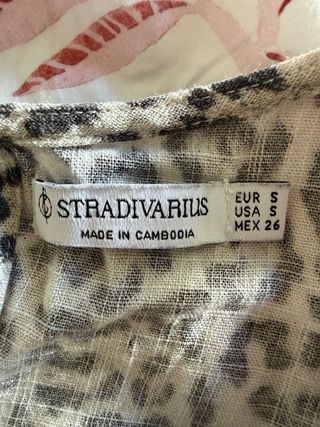 STRADIVARIUS
MADE IN CAMBODIA
EUR S
USA S
MEX 26